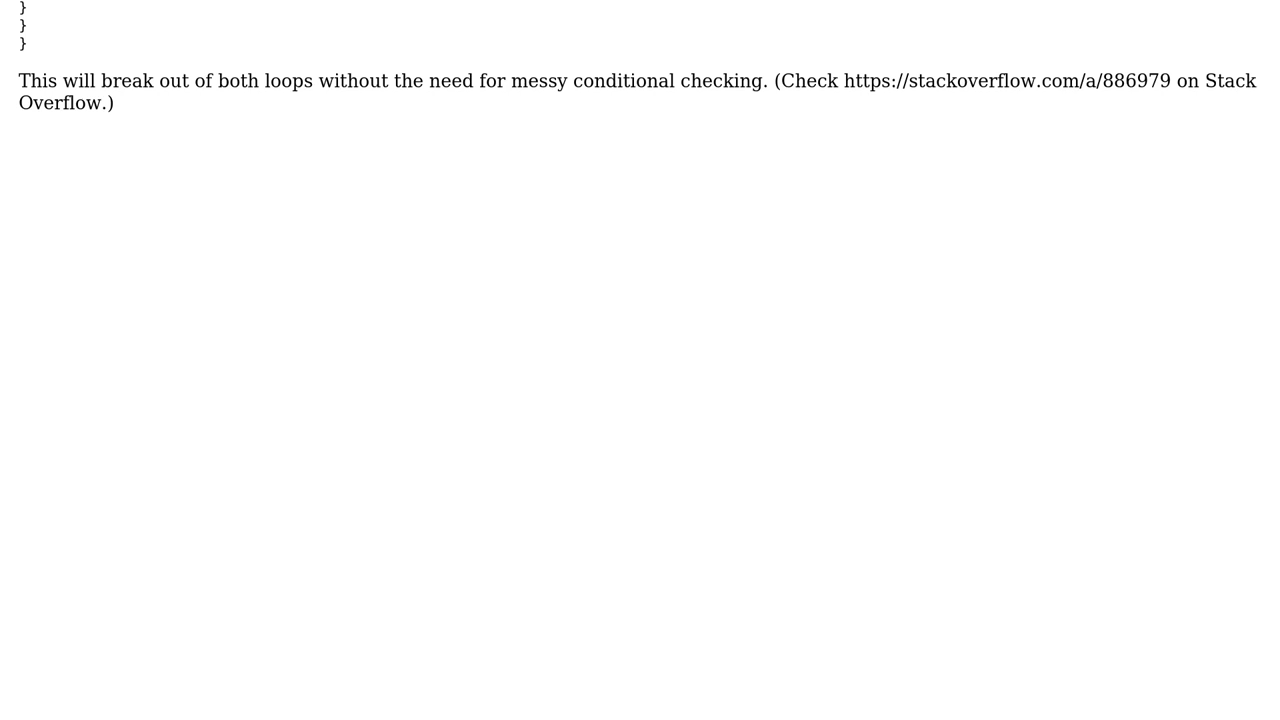 }
}
}
This will break out of both loops without the need for messy conditional checking. (Check https://stackoverflow.com/a/886979 on Stack
Overflow.)